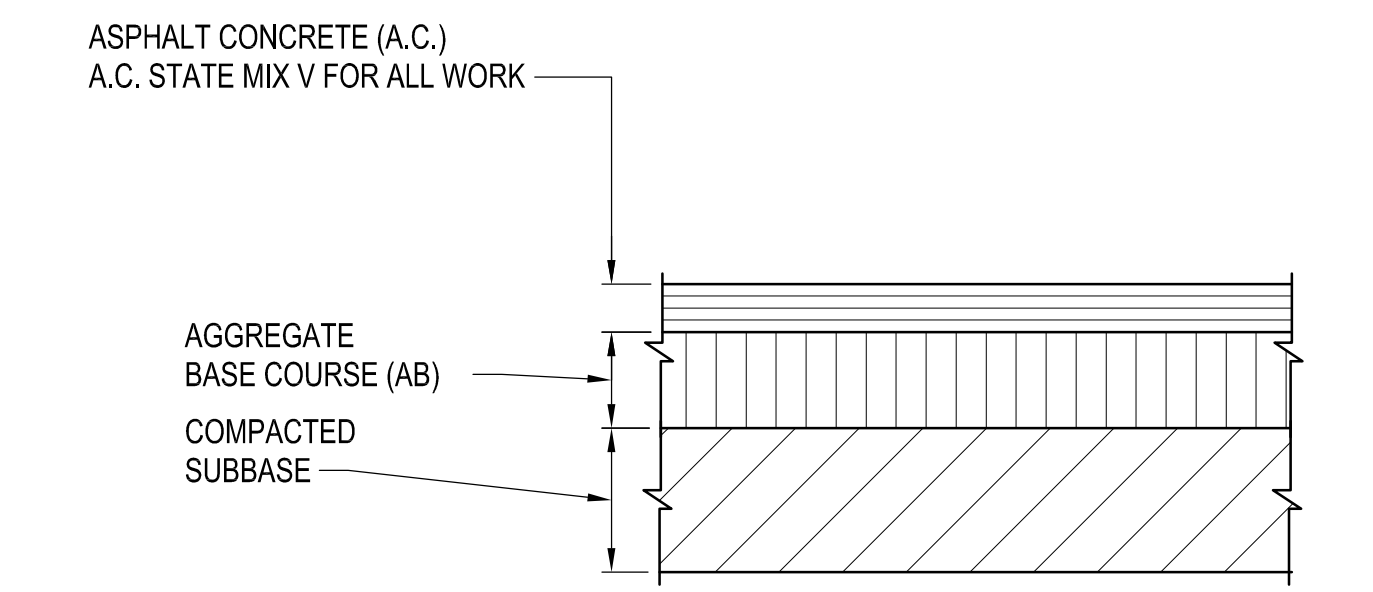 ASPHALT CONCRETE (A.C.)
A.C. STATE MIX V FOR ALL WORK
AGGREGATE
BASE COURSE (AB)
COMPACTED
SUBBASE